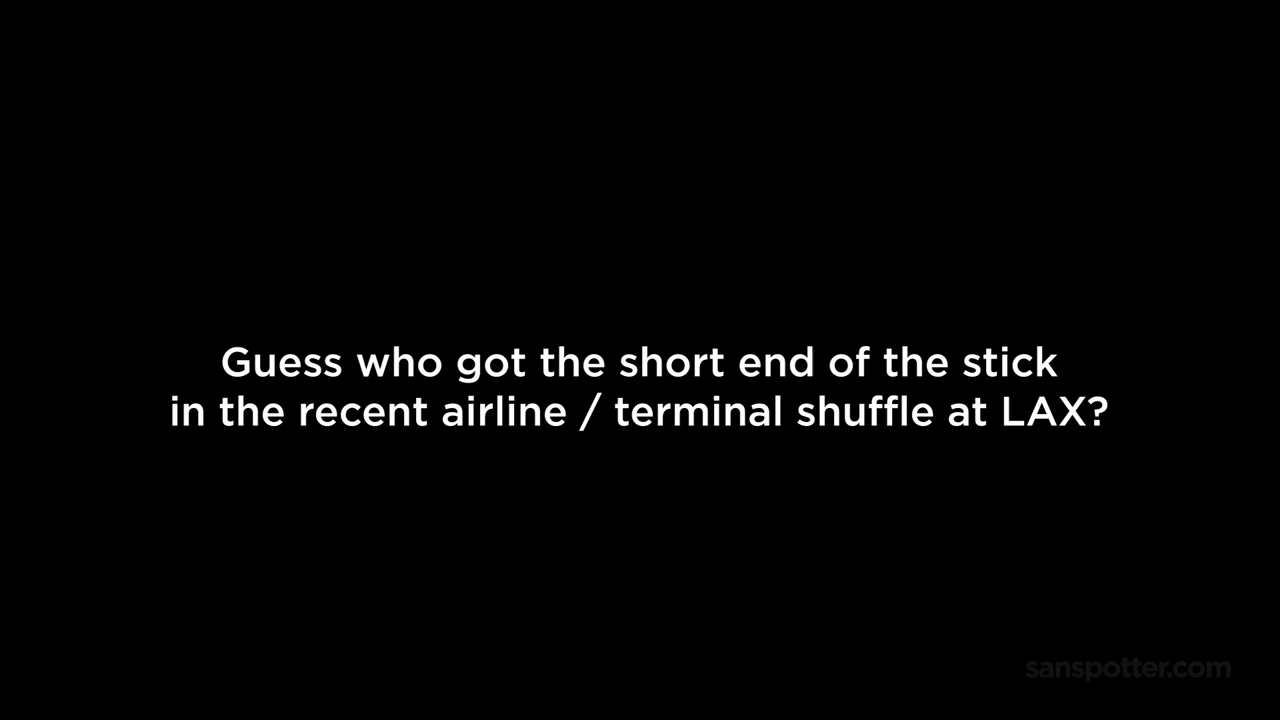 Guess who got the short end of the stick
in the recent airline / terminal shuffle at LAX?
sanspotter.com